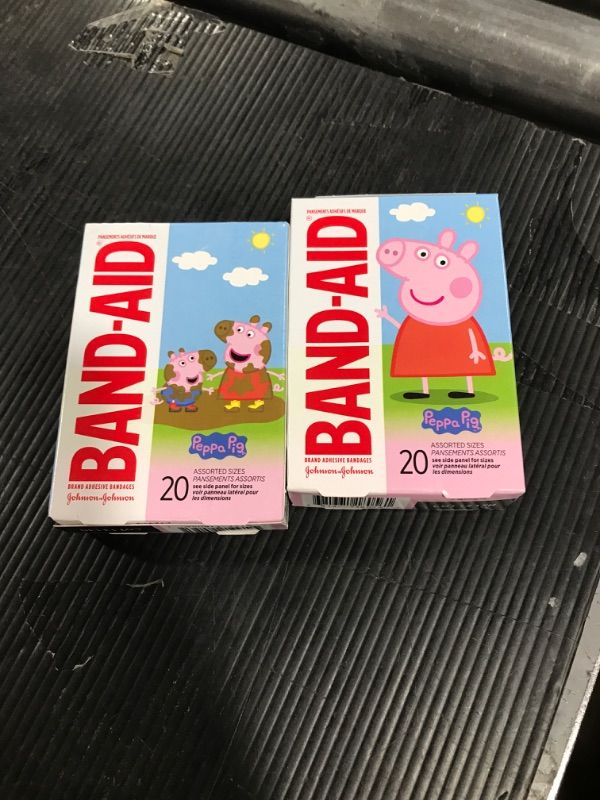 PANSEMENTS ADHÉSIFS DE MARQUE
BAND-AID®
BRAND ADHESIVE BANDAGES
Johnson & Johnson
Peppa Pig
20
ASSORTED SIZES
PANSEMENTS ASSORTIS
see side panel for sizes
voir panneau latéral pour
les dimensions
PANSEMENTS ADHÉSIFS DE MARQUE
BAND-AID®
BRAND ADHESIVE BANDAGES
Johnson & Johnson
Peppa Pig
20
ASSORTED SIZES
PANSEMENTS ASSORTIS
see side panel for sizes
voir panneau latéral pour
les dimensions